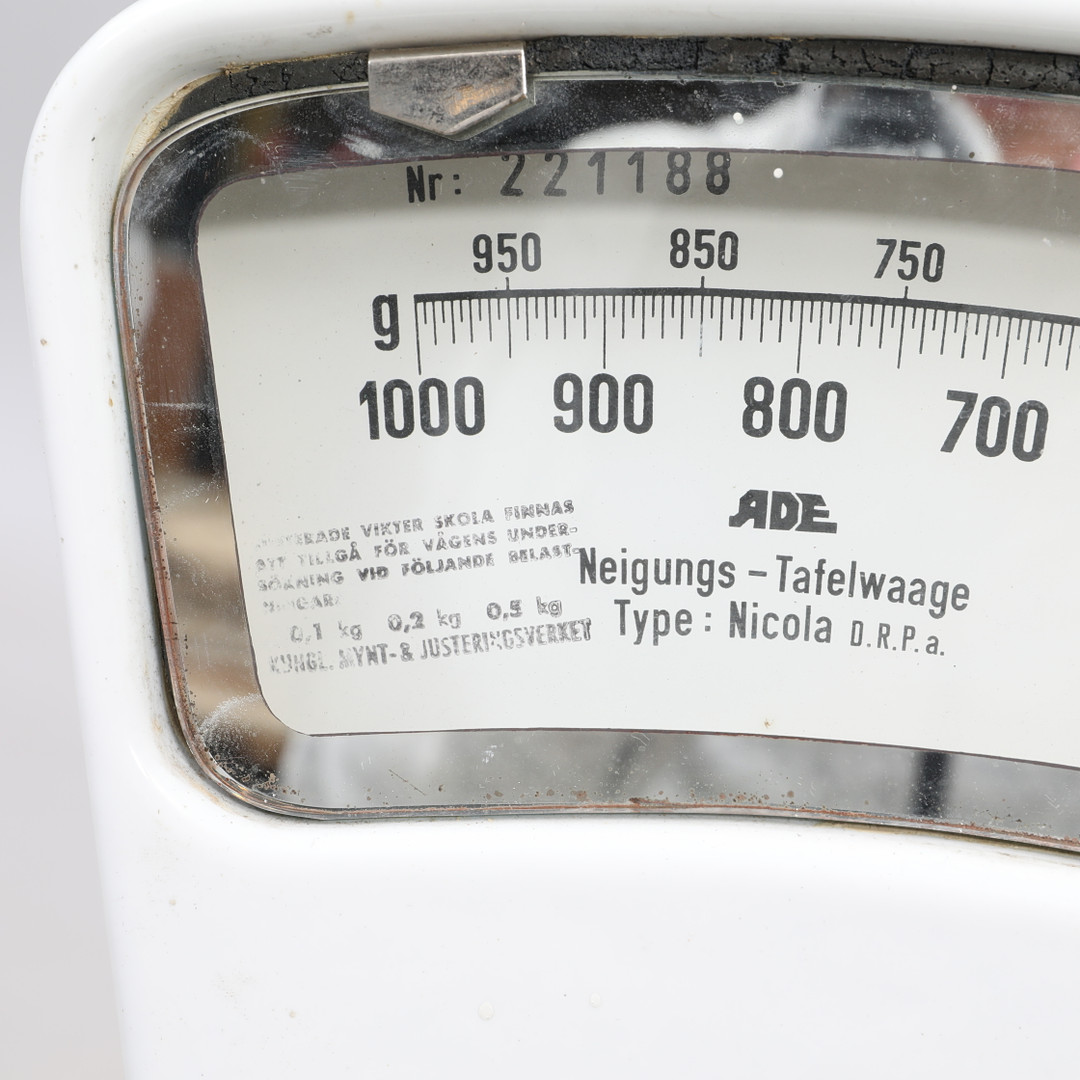 Nr: 221188
950 850 750
g
1000 900 800 700
ADE
VIKTER SKOLA FINNAS
TILLGÅ FÖR VÅGENS UNDER-
SÖKNING VID FÖLJANDE BELAST-
0,1 kg 0,2 kg 0,5 kg
KUNGL. MYNT- & JUSTERINGSVERKET
Neigungs - Tafelwaage
Type: Nicola D.R.P.a.